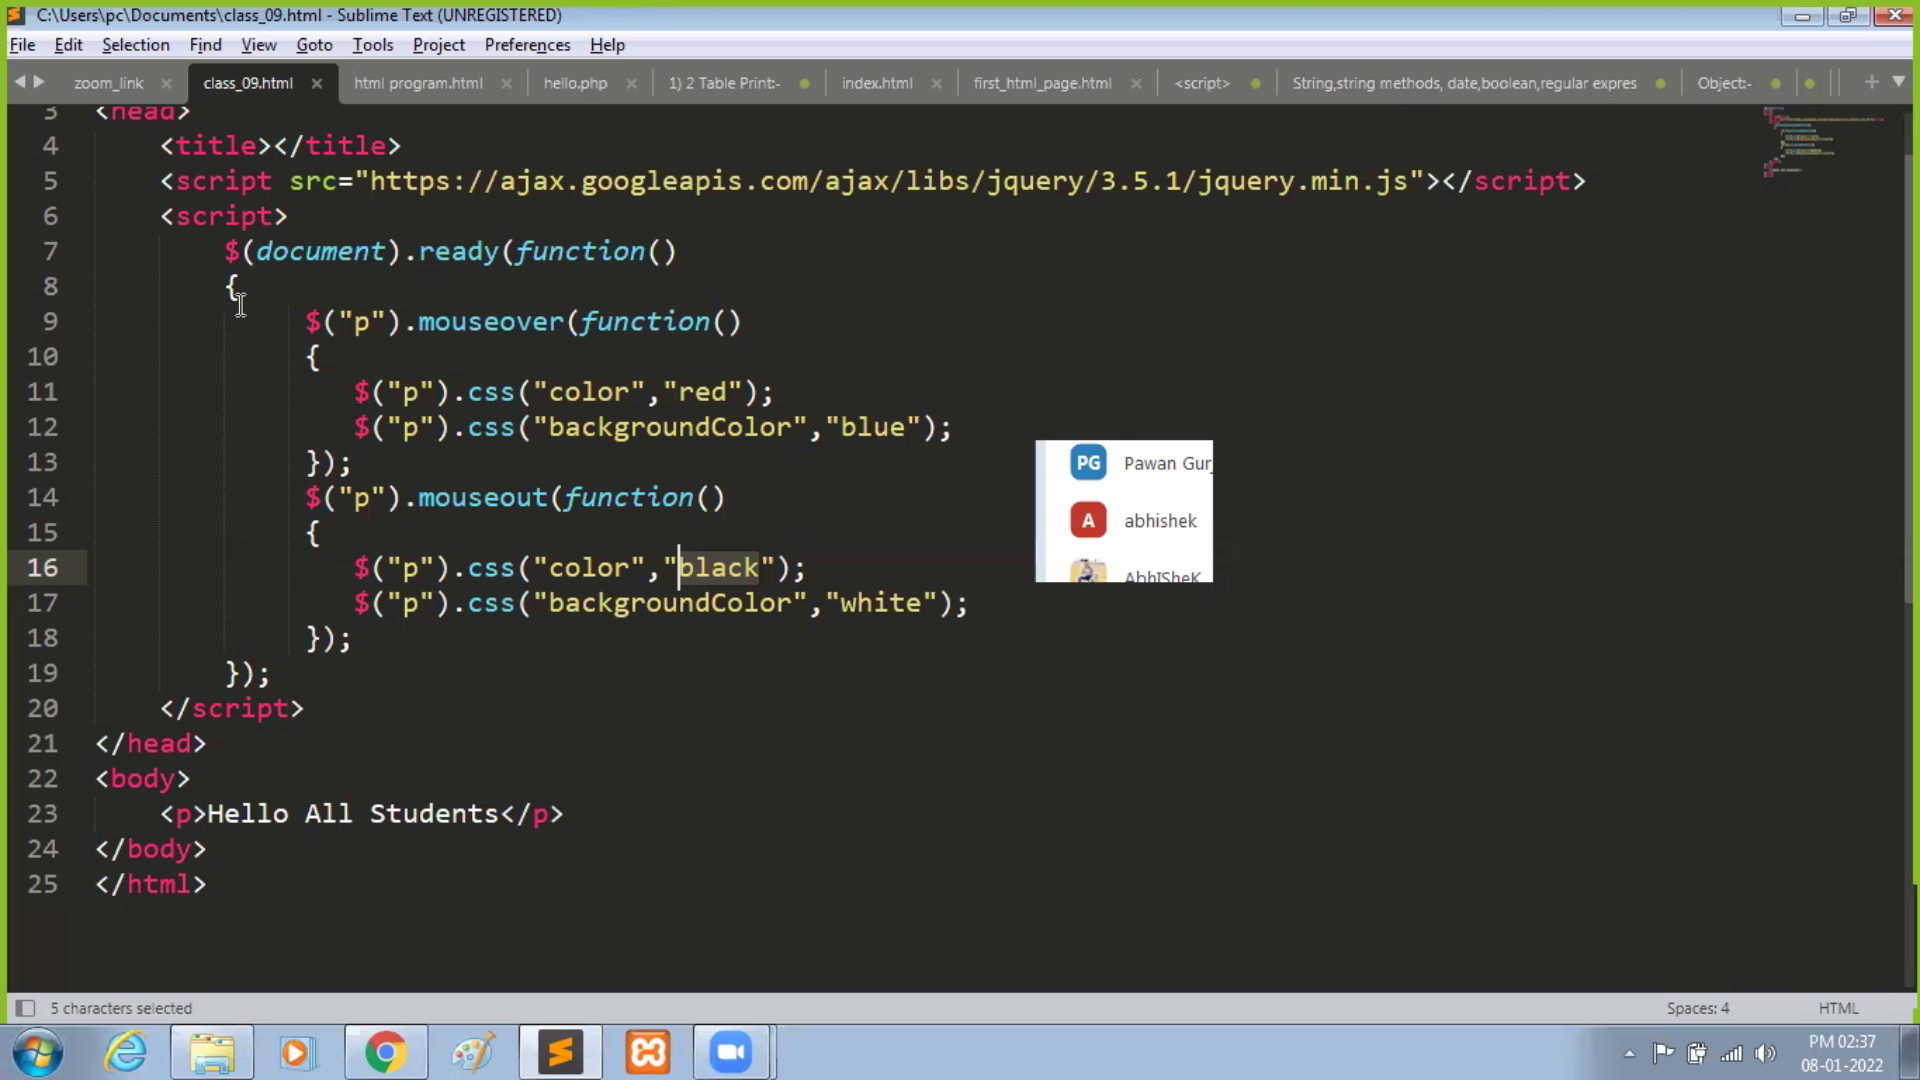 C:\Users\pc\Documents\class_09.html - Sublime Text (UNREGISTERED)
File Edit Selection Find View Goto Tools Project Preferences Help
zoom_link class_09.html html program.html hello.php 1) 2 Table Print:- index.html first_html_page.html <script> String,string methods, date,boolean,regular expres Object:-
3 <head>
4 <title></title>
5 <script src="https://ajax.googleapis.com/ajax/libs/jquery/3.5.1/jquery.min.js"></script>
6 <script>
7 $(document).ready(function()
8 {
9 $("p").mouseover(function()
10 {
11 $("p").css("color","red");
12 $("p").css("backgroundColor","blue");
13 });
14 $("p").mouseout(function()
15 {
16 $("p").css("color","black");
17 $("p").css("backgroundColor","white");
18 });
19 });
20 </script>
21 </head>
22 <body>
23 <p>Hello All Students</p>
24 </body>
25 </html>
PG Pawan Gur
A abhishek
AbhISheK
5 characters selected Spaces: 4 HTML
PM 02:37
08-01-2022